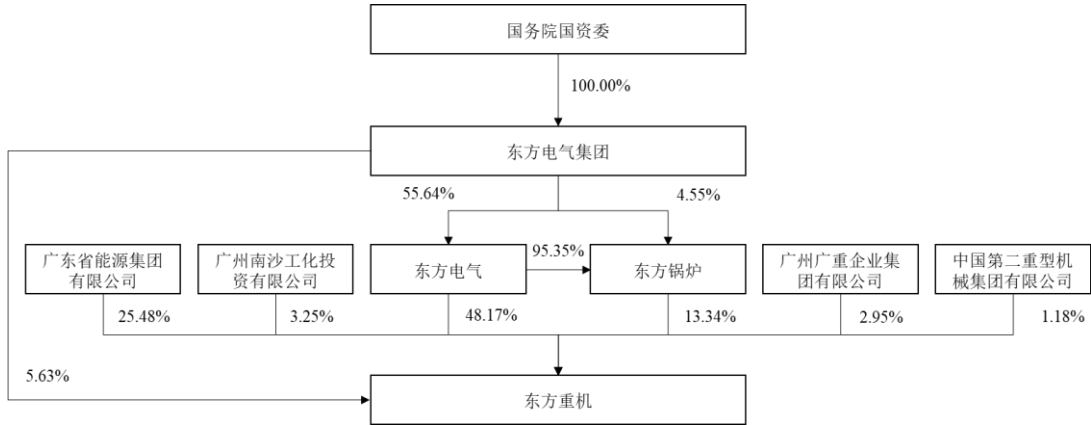 国务院国资委
100.00%
东方电气集团
55.64%
4.55%
广东省能源集团
有限公司
广州南沙工化投
资有限公司
东方电气
95.35%
东方锅炉
广州广重企业集
团有限公司
中国第二重型机
械集团有限公司
25.48%
3.25%
48.17%
13.34%
2.95%
1.18%
5.63%
东方重机